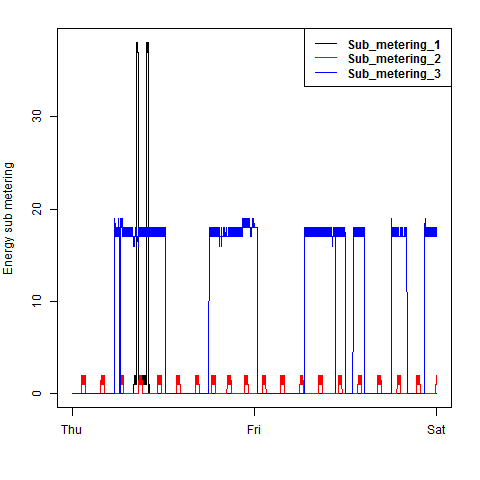 Sub_metering_1
Sub_metering_2
Sub_metering_3
Energy sub metering
30
20
10
0
Thu Fri Sat